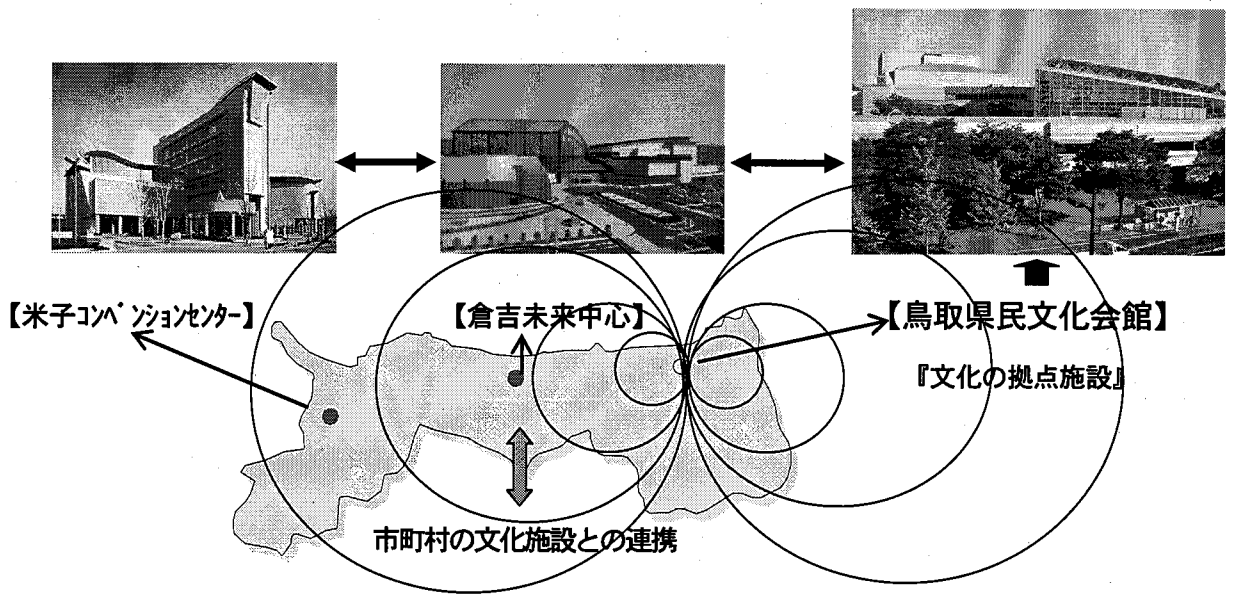 【米子コンベンションセンター】
【倉吉未来中心】
【鳥取県民文化会館】
『文化の拠点施設』
市町村の文化施設との連携